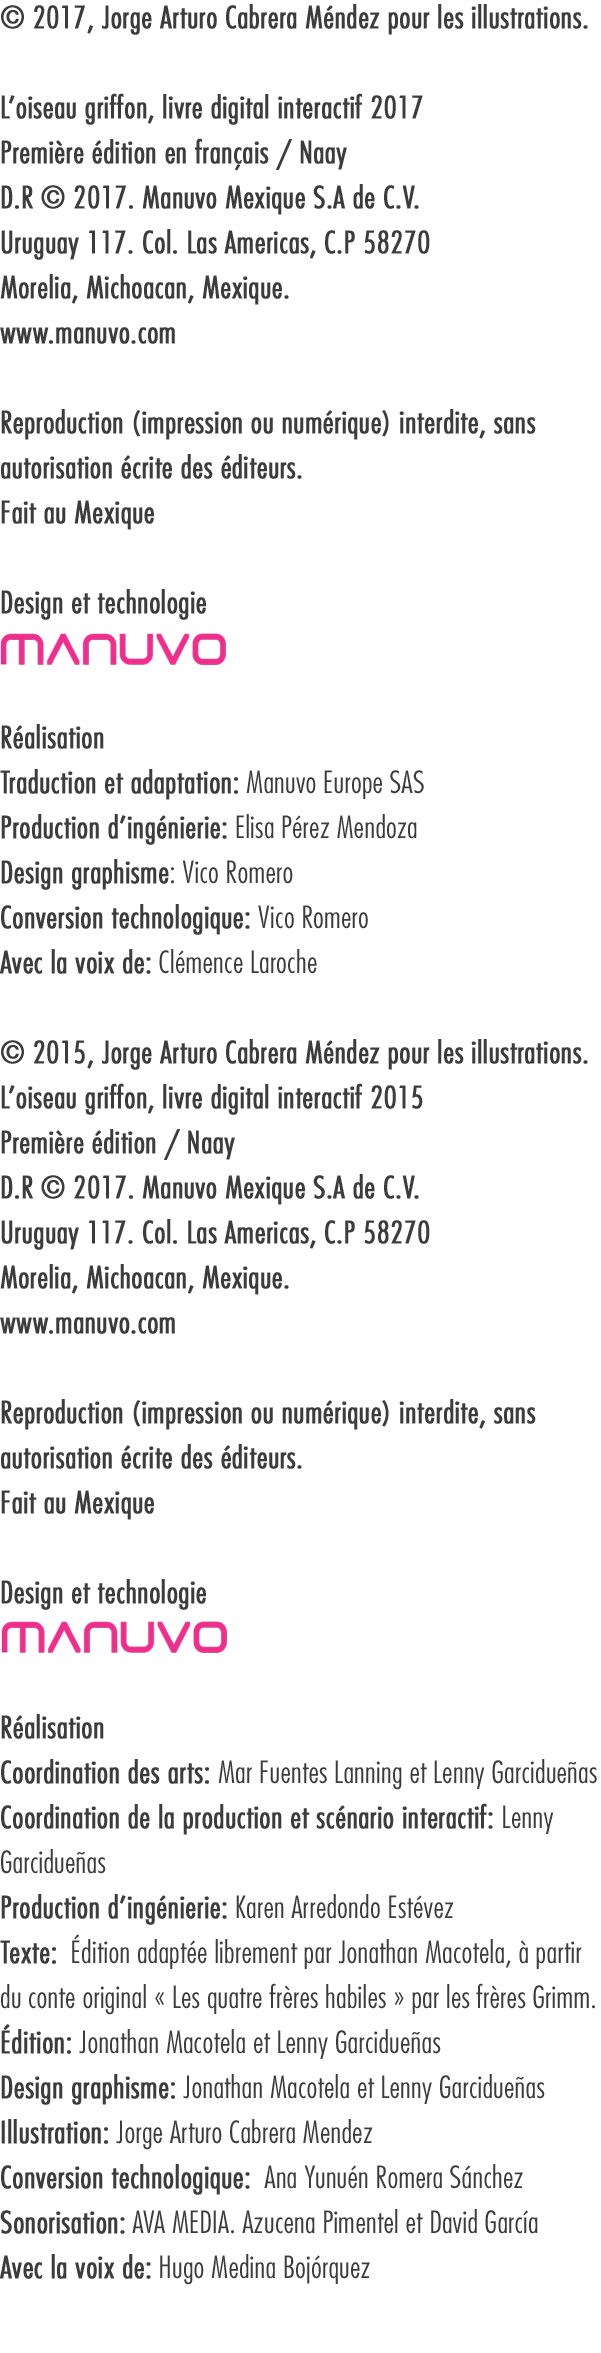 © 2017, Jorge Arturo Cabrera Méndez pour les illustrations.
L’oiseau griffon, livre digital interactif 2017
Première édition en français / Naay
D.R © 2017. Manuvo Mexique S.A de C.V.
Uruguay 117. Col. Las Americas, C.P 58270
Morelia, Michoacan, Mexique.
www.manuvo.com
Reproduction (impression ou numérique) interdite, sans
autorisation écrite des éditeurs.
Fait au Mexique
Design et technologie
MANUVO
Réalisation
Traduction et adaptation: Manuvo Europe SAS
Production d’ingénierie: Elisa Pérez Mendoza
Design graphisme: Vico Romero
Conversion technologique: Vico Romero
Avec la voix de: Clémence Laroche
© 2015, Jorge Arturo Cabrera Méndez pour les illustrations.
L’oiseau griffon, livre digital interactif 2015
Première édition / Naay
D.R © 2017. Manuvo Mexique S.A de C.V.
Uruguay 117. Col. Las Americas, C.P 58270
Morelia, Michoacan, Mexique.
www.manuvo.com
Reproduction (impression ou numérique) interdite, sans
autorisation écrite des éditeurs.
Fait au Mexique
Design et technologie
MANUVO
Réalisation
Coordination des arts: Mar Fuentes Lanning et Lenny Garcidueñas
Coordination de la production et scénario interactif: Lenny
Garcidueñas
Production d’ingénierie: Karen Arredondo Estévez
Texte:  Édition adaptée librement par Jonathan Macotela, à partir
du conte original « Les quatre frères habiles » par les frères Grimm.
Édition: Jonathan Macotela et Lenny Garcidueñas
Design graphisme: Jonathan Macotela et Lenny Garcidueñas
Illustration: Jorge Arturo Cabrera Mendez
Conversion technologique:  Ana Yunuén Romera Sánchez
Sonorisation: AVA MEDIA. Azucena Pimentel et David García
Avec la voix de: Hugo Medina Bojórquez